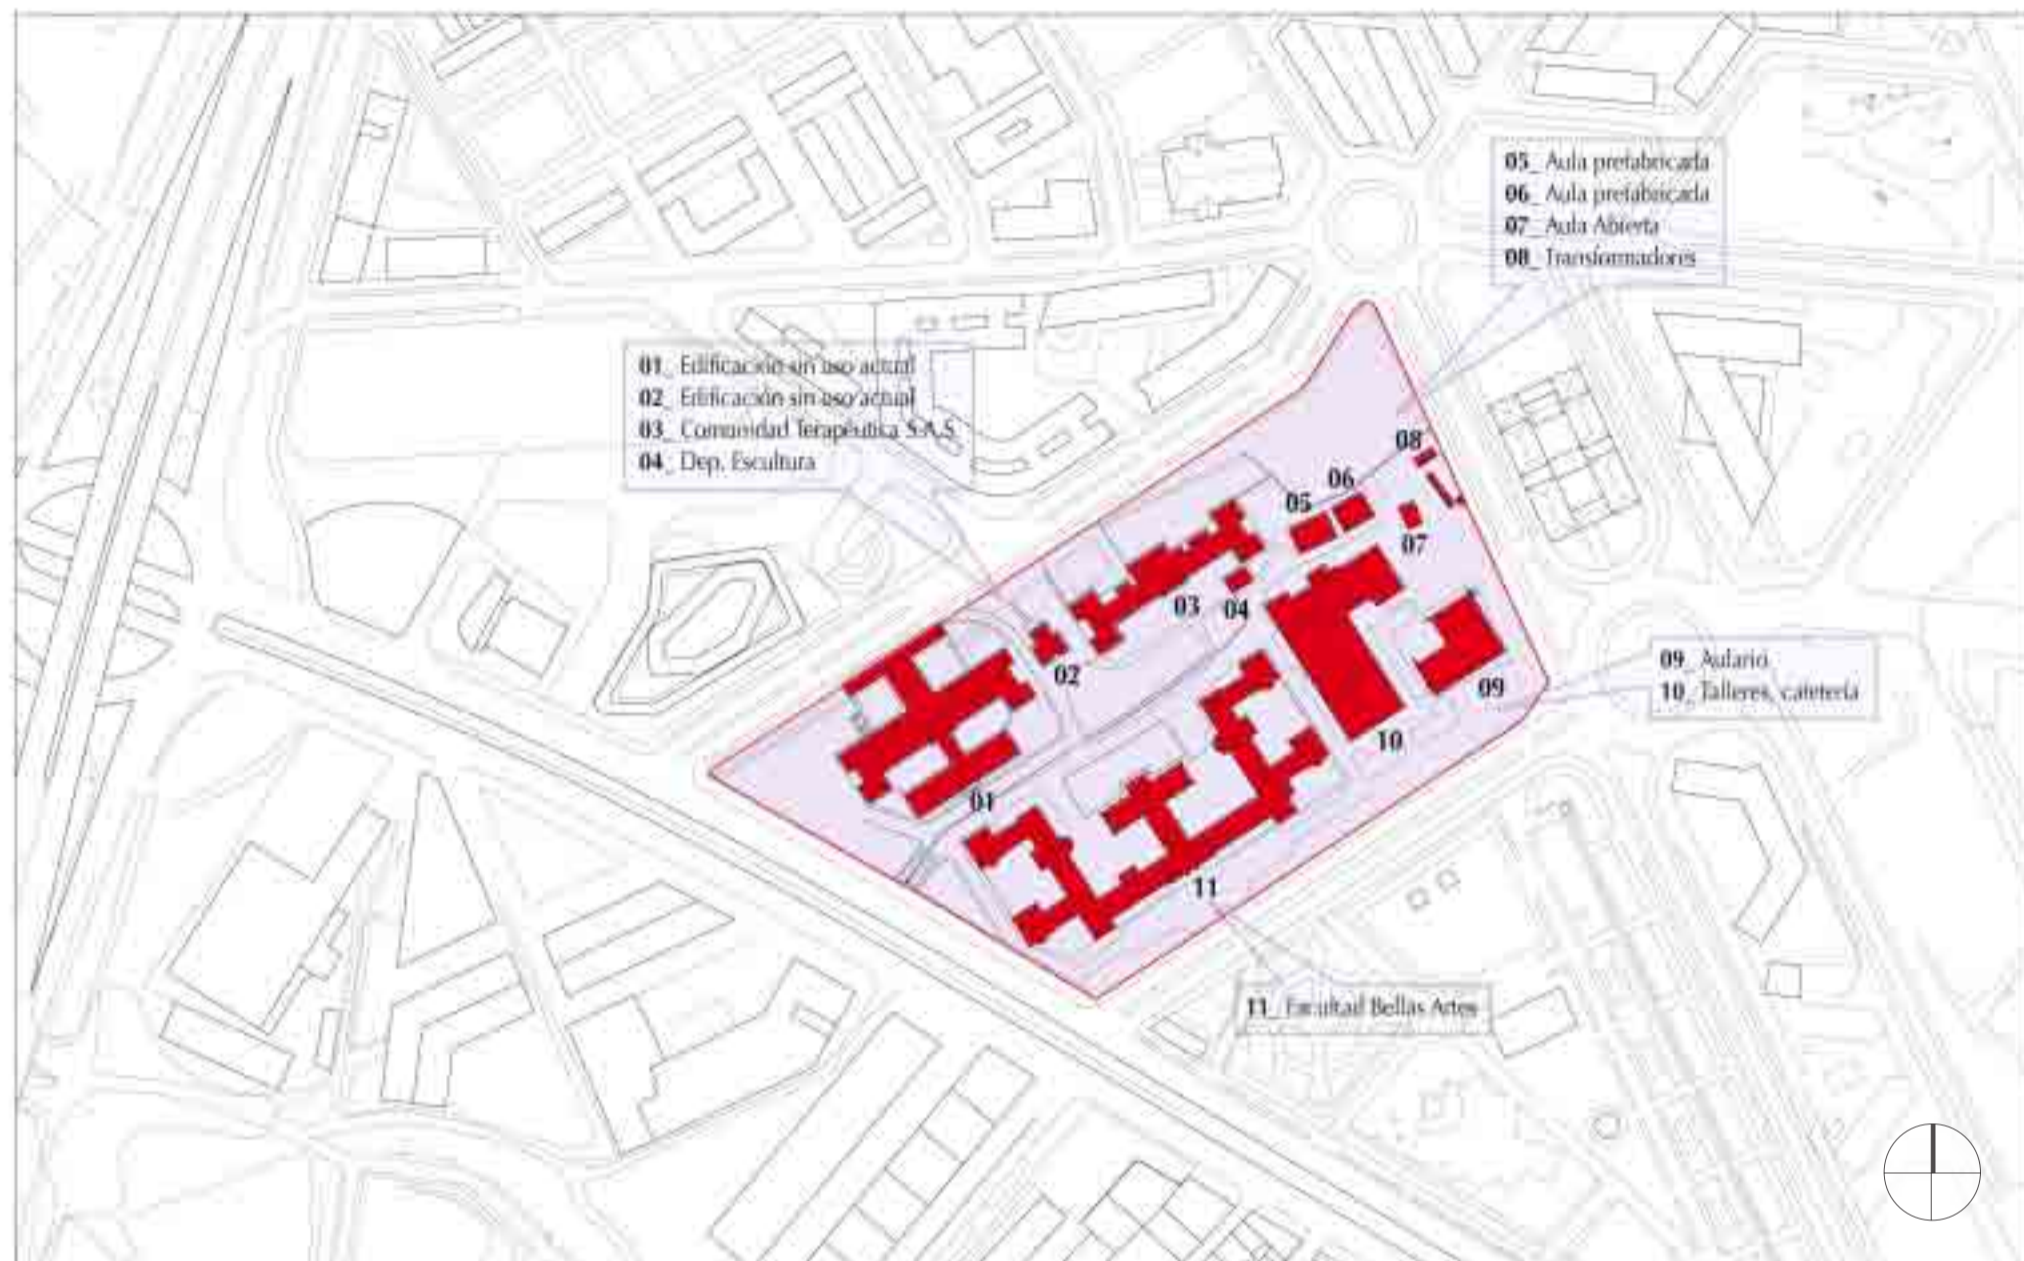 05_ Aula prefabricada
06_ Aula prefabricada
07_ Aula Abierta
08_ Transformadores
01_ Edificación sin uso actual
02_ Edificación sin uso actual
03_ Comunidad Terapéutica S.A.S.
04_ Dep. Escultura
08
06
05
07
03
04
02
09_ Aulario
10_ Talleres, cafetería
09
10
01
11
11_ Facultad Bellas Artes